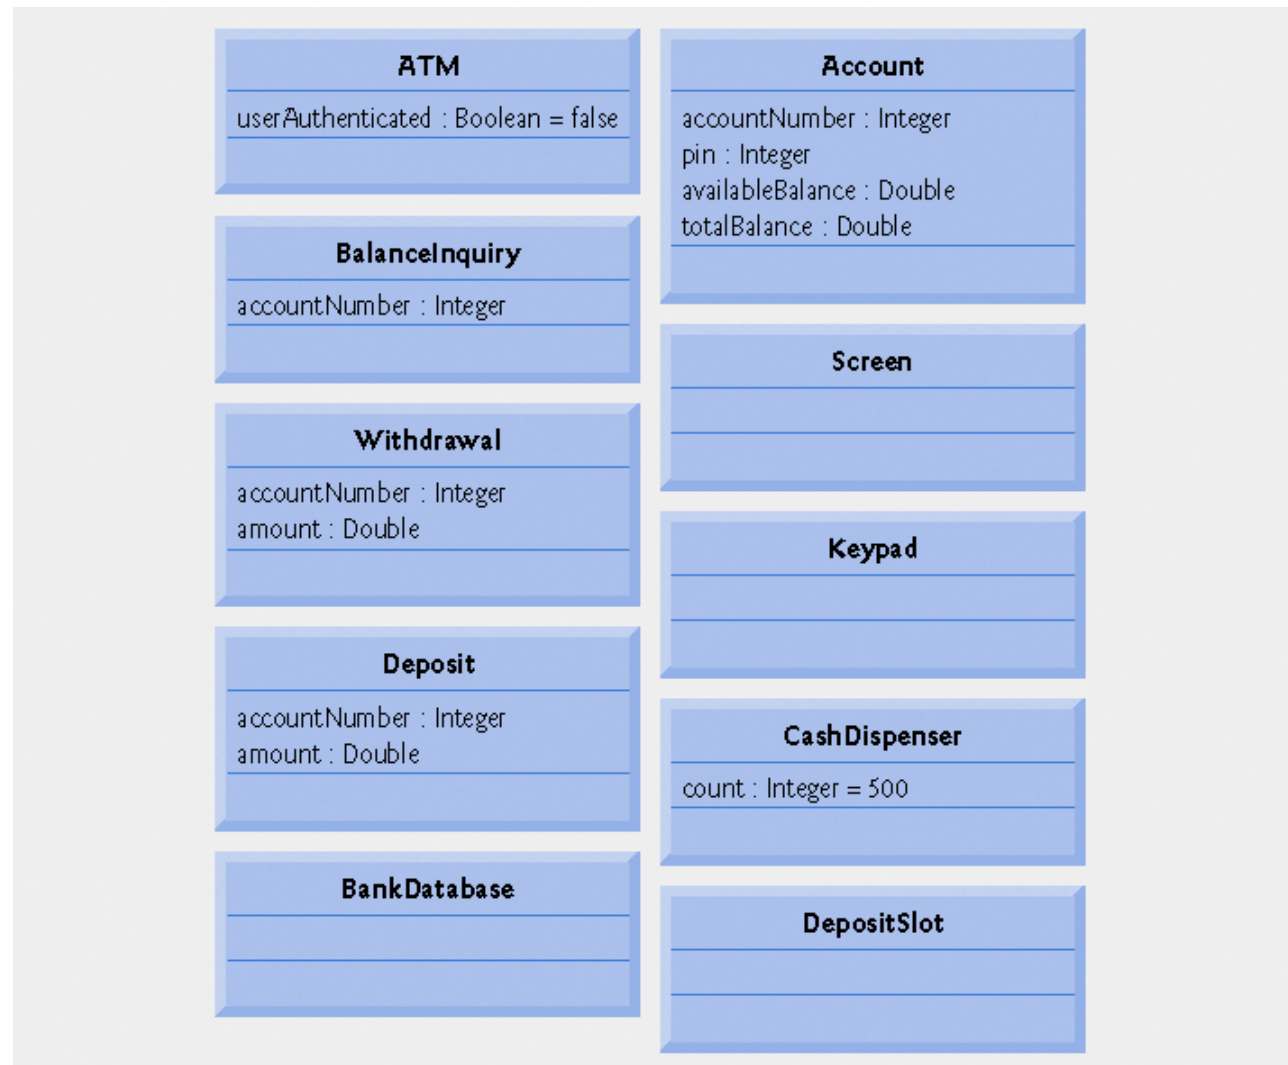 ATM
userAuthenticated : Boolean = false
BalanceInquiry
accountNumber : Integer
Withdrawal
accountNumber : Integer
amount : Double
Deposit
accountNumber : Integer
amount : Double
BankDatabase
Account
accountNumber : Integer
pin : Integer
availableBalance : Double
totalBalance : Double
Screen
Keypad
CashDispenser
count : Integer = 500
DepositSlot